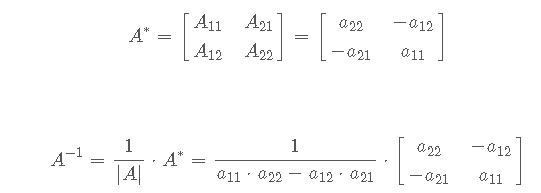 A* = [ A₁₁ A₂₁ ; A₁₂ A₂₂ ] = [ a₂₂ −a₁₂ ; −a₂₁ a₁₁ ]
A⁻¹ = 1/|A| · A* = 1/(a₁₁ · a₂₂ − a₁₂ · a₂₁) · [ a₂₂ −a₁₂ ; −a₂₁ a₁₁ ]